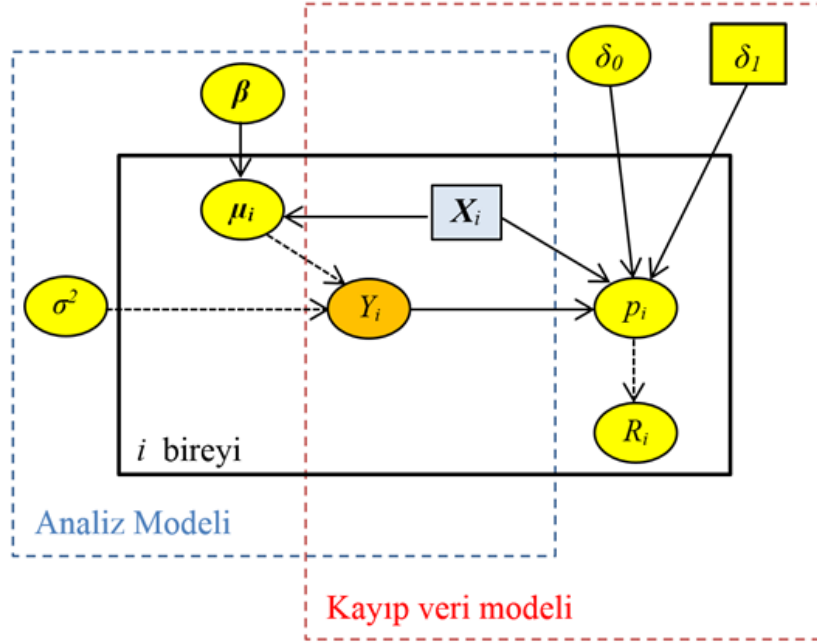 δ₀
δ₁
β
μᵢ
Xᵢ
σ²
Yᵢ
pᵢ
Rᵢ
i bireyi
Analiz Modeli
Kayıp veri modeli